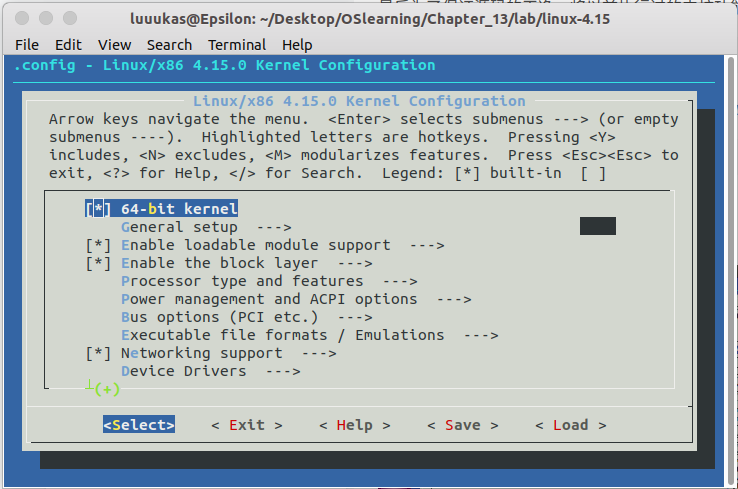 luuukas@Epsilon: ~/Desktop/OSlearning/Chapter_13/lab/linux-4.15
File Edit View Search Terminal Help
.config - Linux/x86 4.15.0 Kernel Configuration
Linux/x86 4.15.0 Kernel Configuration
Arrow keys navigate the menu. <Enter> selects submenus ---> (or empty
submenus ----). Highlighted letters are hotkeys. Pressing <Y>
includes, <N> excludes, <M> modularizes features. Press <Esc><Esc> to
exit, <?> for Help, </> for Search. Legend: [*] built-in [ ]
[*] 64-bit kernel
General setup --->
[*] Enable loadable module support --->
[*] Enable the block layer --->
Processor type and features --->
Power management and ACPI options --->
Bus options (PCI etc.) --->
Executable file formats / Emulations --->
[*] Networking support --->
Device Drivers --->
(+)
<Select> < Exit > < Help > < Save > < Load >